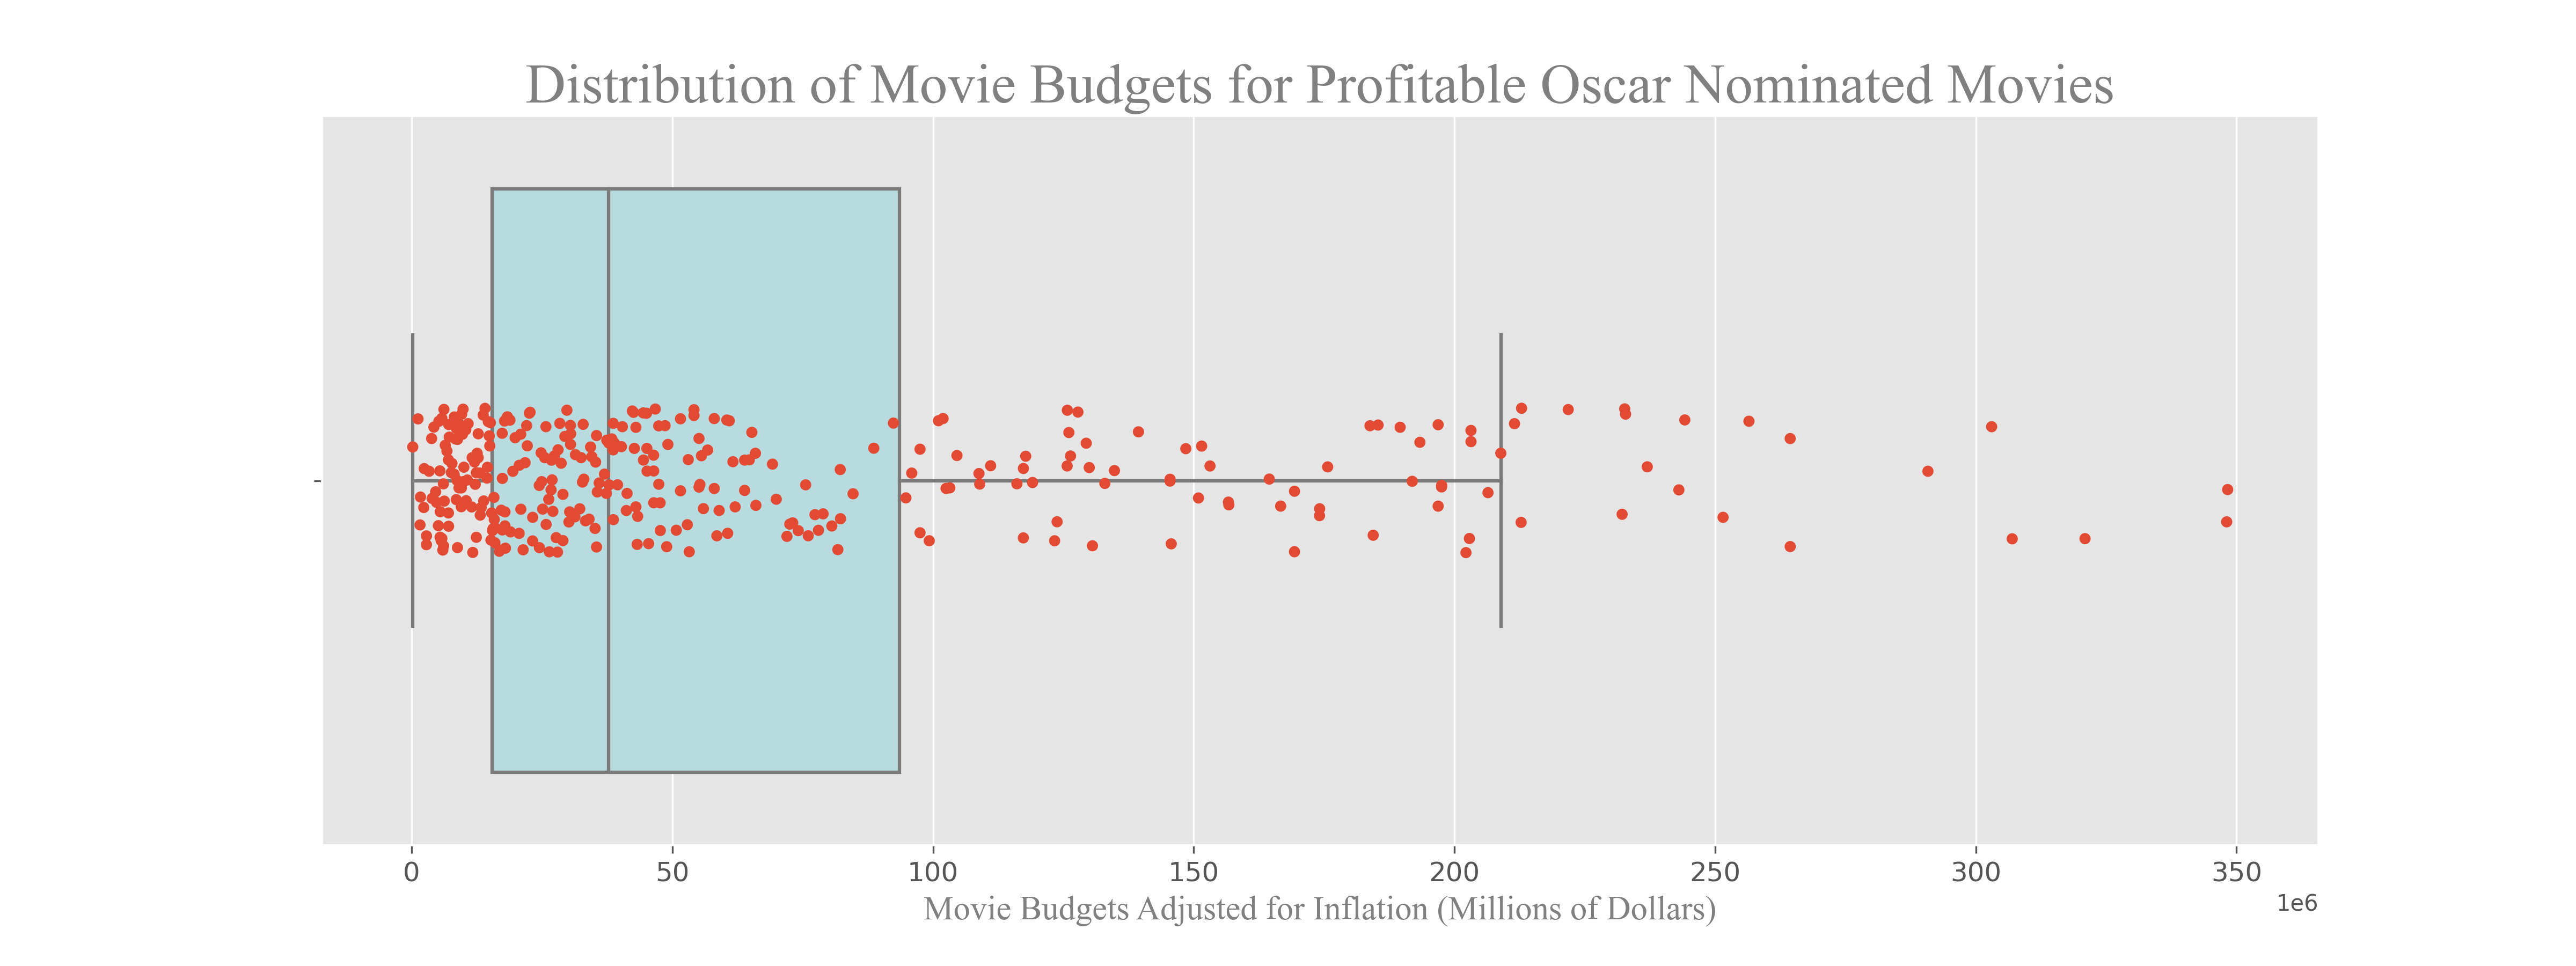 Distribution of Movie Budgets for Profitable Oscar Nominated Movies
0 50 100 150 200 250 300 350
1e6
Movie Budgets Adjusted for Inflation (Millions of Dollars)